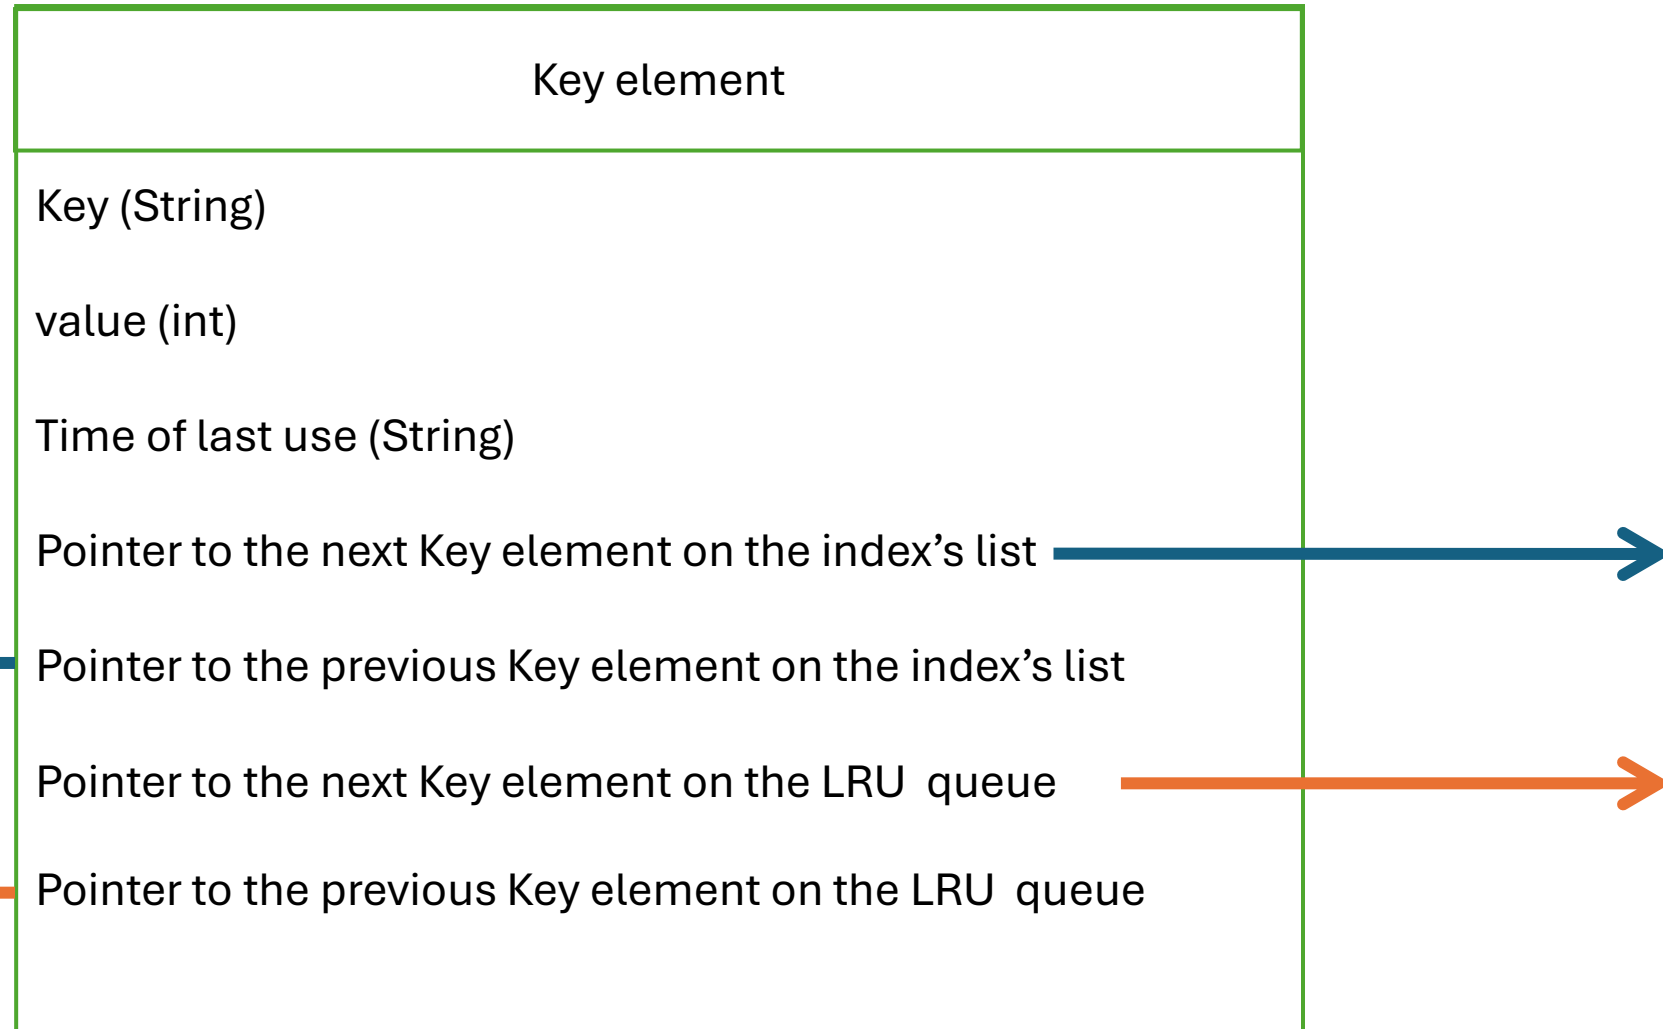 Key element
Key (String)
value (int)
Time of last use (String)
Pointer to the next Key element on the index’s list
Pointer to the previous Key element on the index’s list
Pointer to the next Key element on the LRU  queue
Pointer to the previous Key element on the LRU  queue